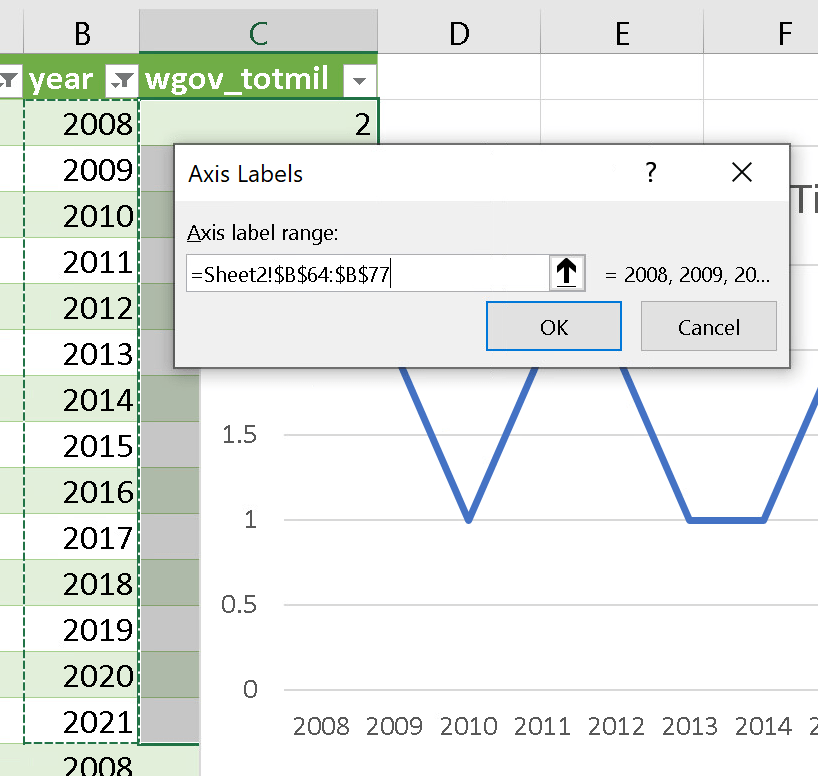 B C D E F
year wgov_totmil
2008 2
2009
2010
2011
2012
2013
2014
2015
2016
2017
2018
2019
2020
2021
2008
Axis Labels ?
Axis label range:
=Sheet2!$B$64:$B$77 = 2008, 2009, 20...
OK Cancel
Ti
1.5
1
0.5
0
2008 2009 2010 2011 2012 2013 2014 2